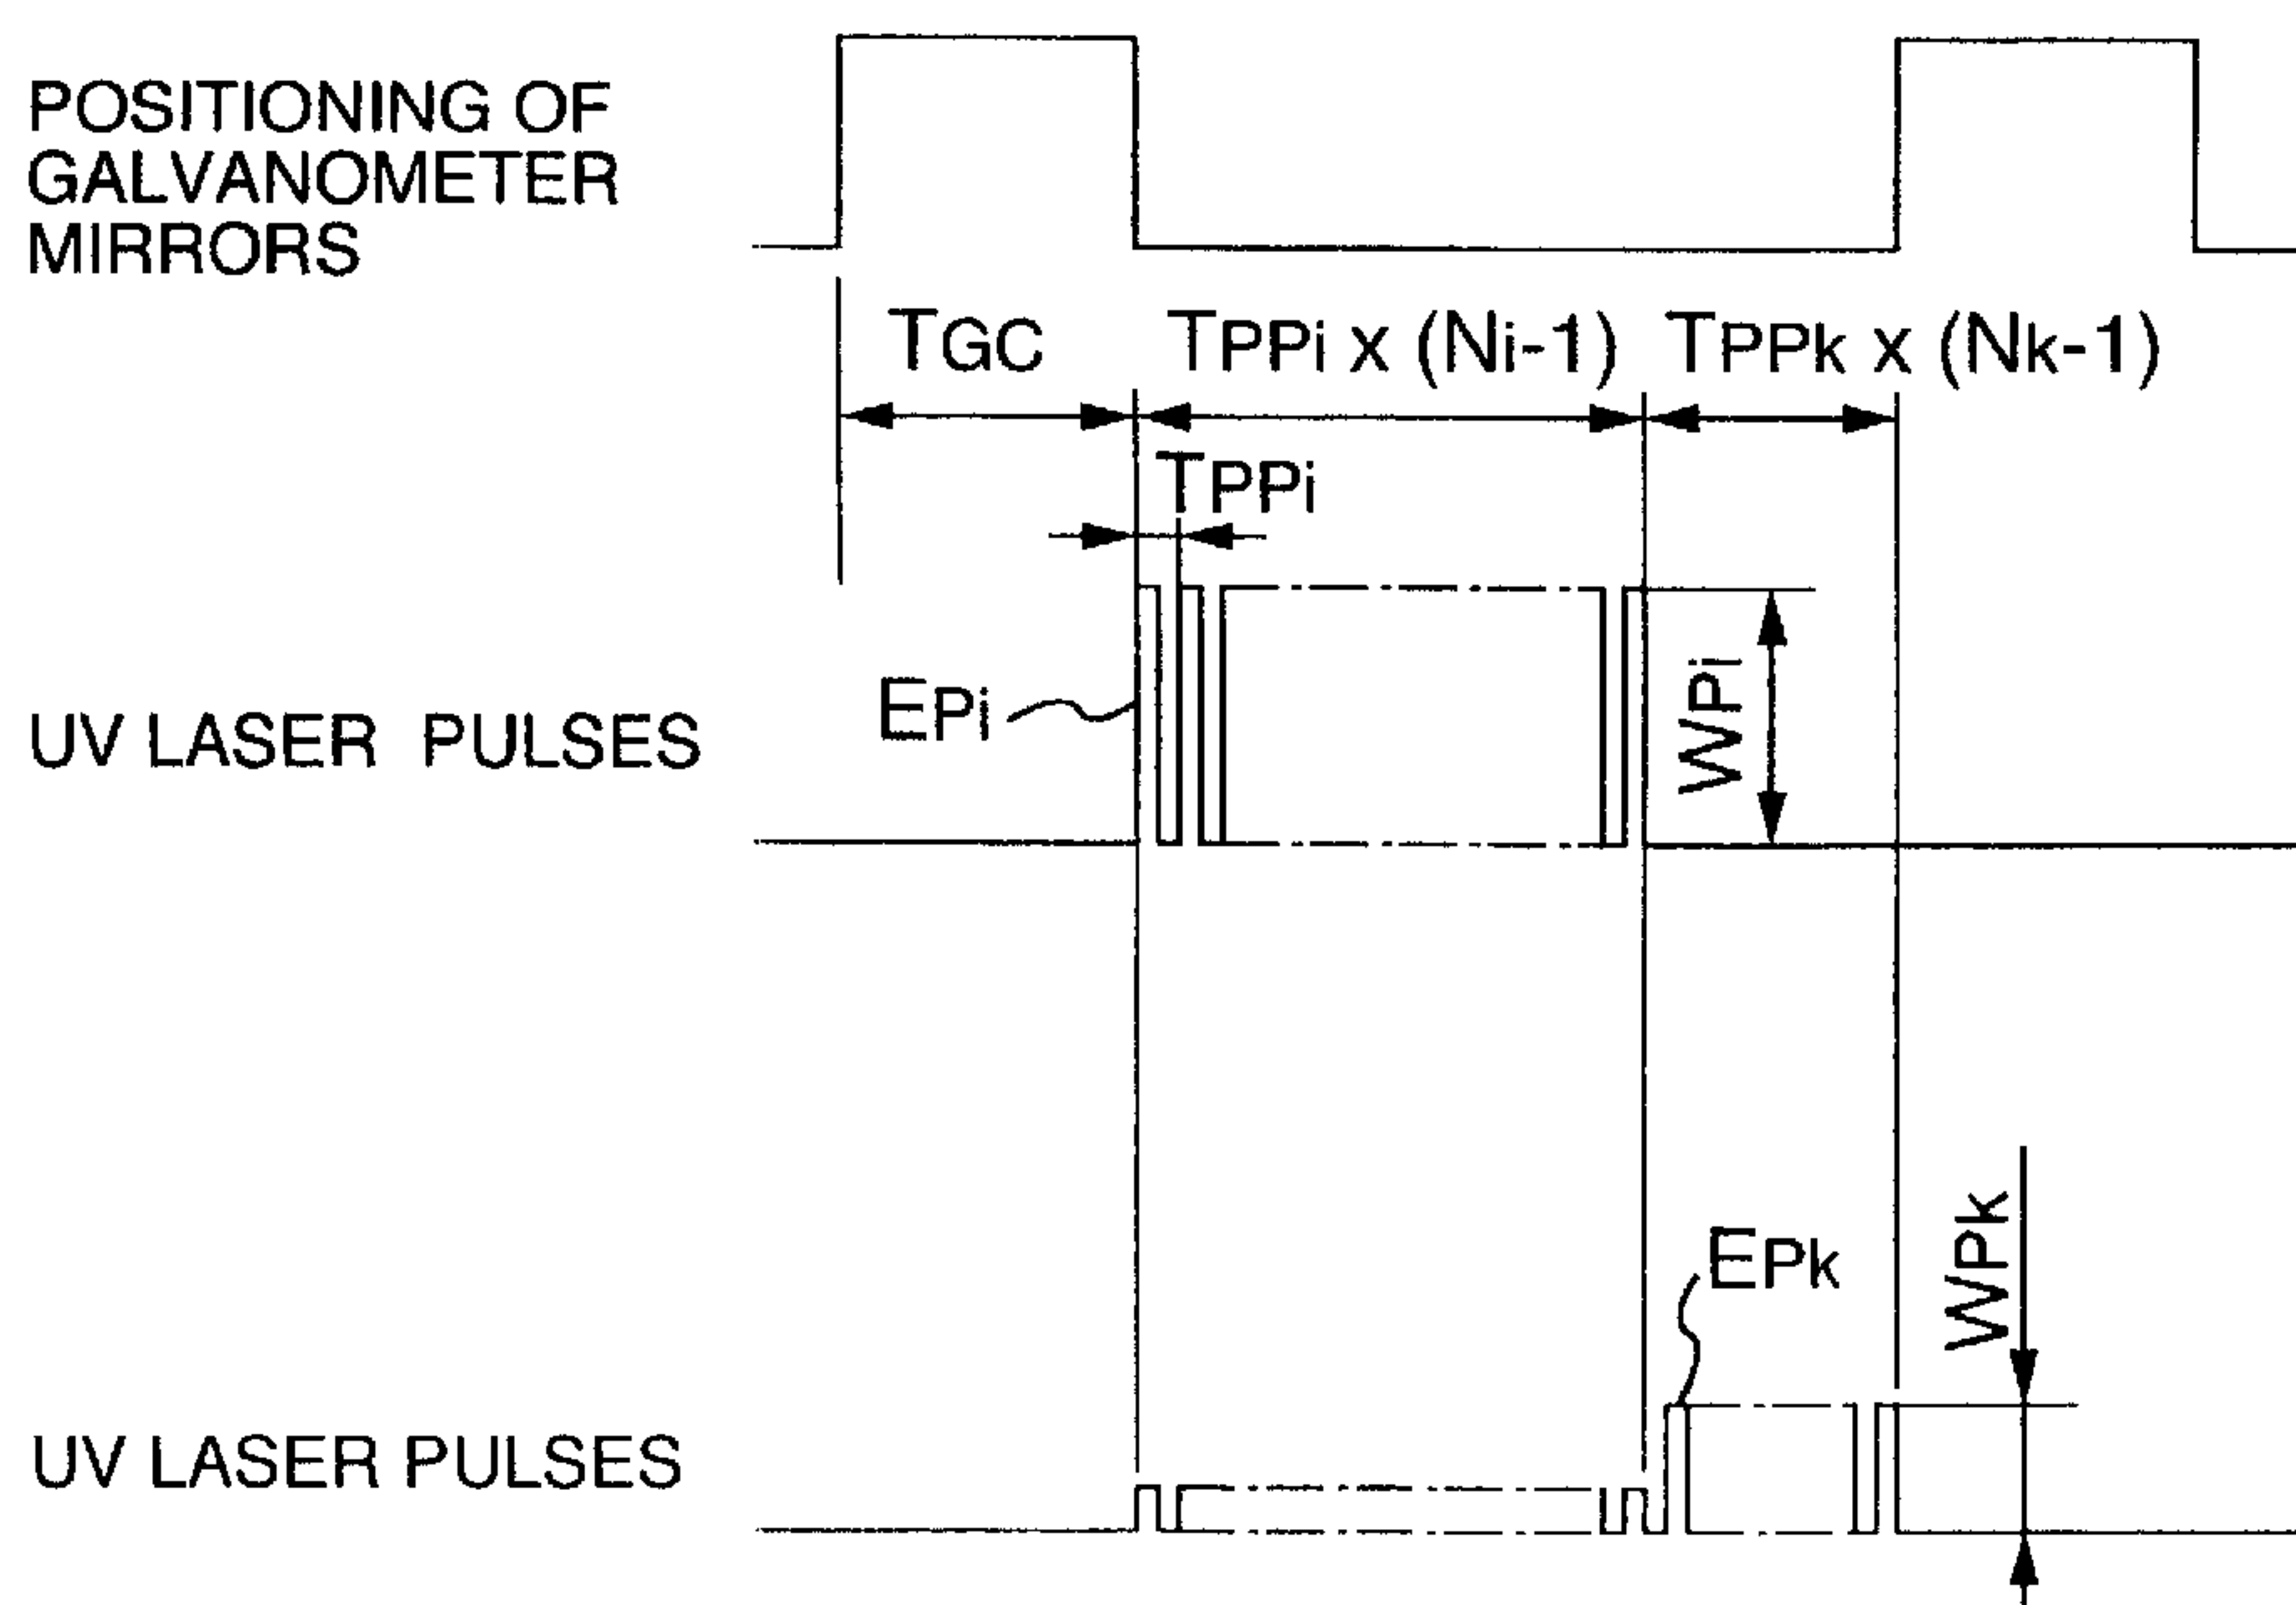 POSITIONING OF
GALVANOMETER
MIRRORS
TGC
TPPi x (Ni-1)
TPPk x (Nk-1)
TPPi
EPi
WPi
UV LASER PULSES
EPk
WPk
UV LASER PULSES